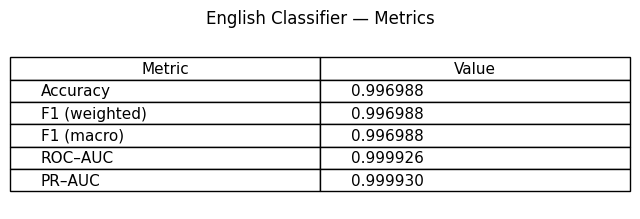 English Classifier — Metrics
Metric Value
Accuracy 0.996988
F1 (weighted) 0.996988
F1 (macro) 0.996988
ROC–AUC 0.999926
PR–AUC 0.999930